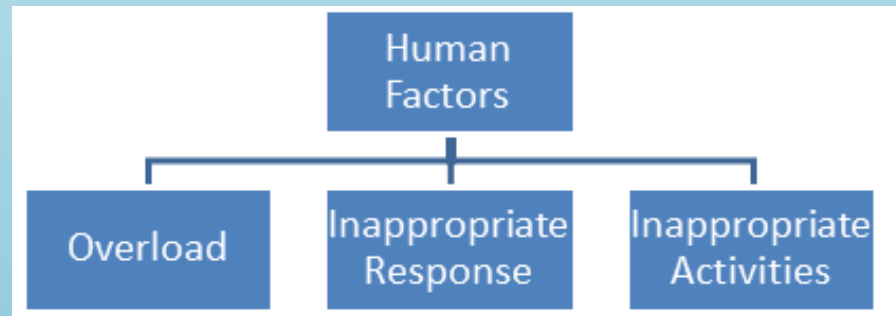 Human
Factors
Overload
Inappropriate
Response
Inappropriate
Activities